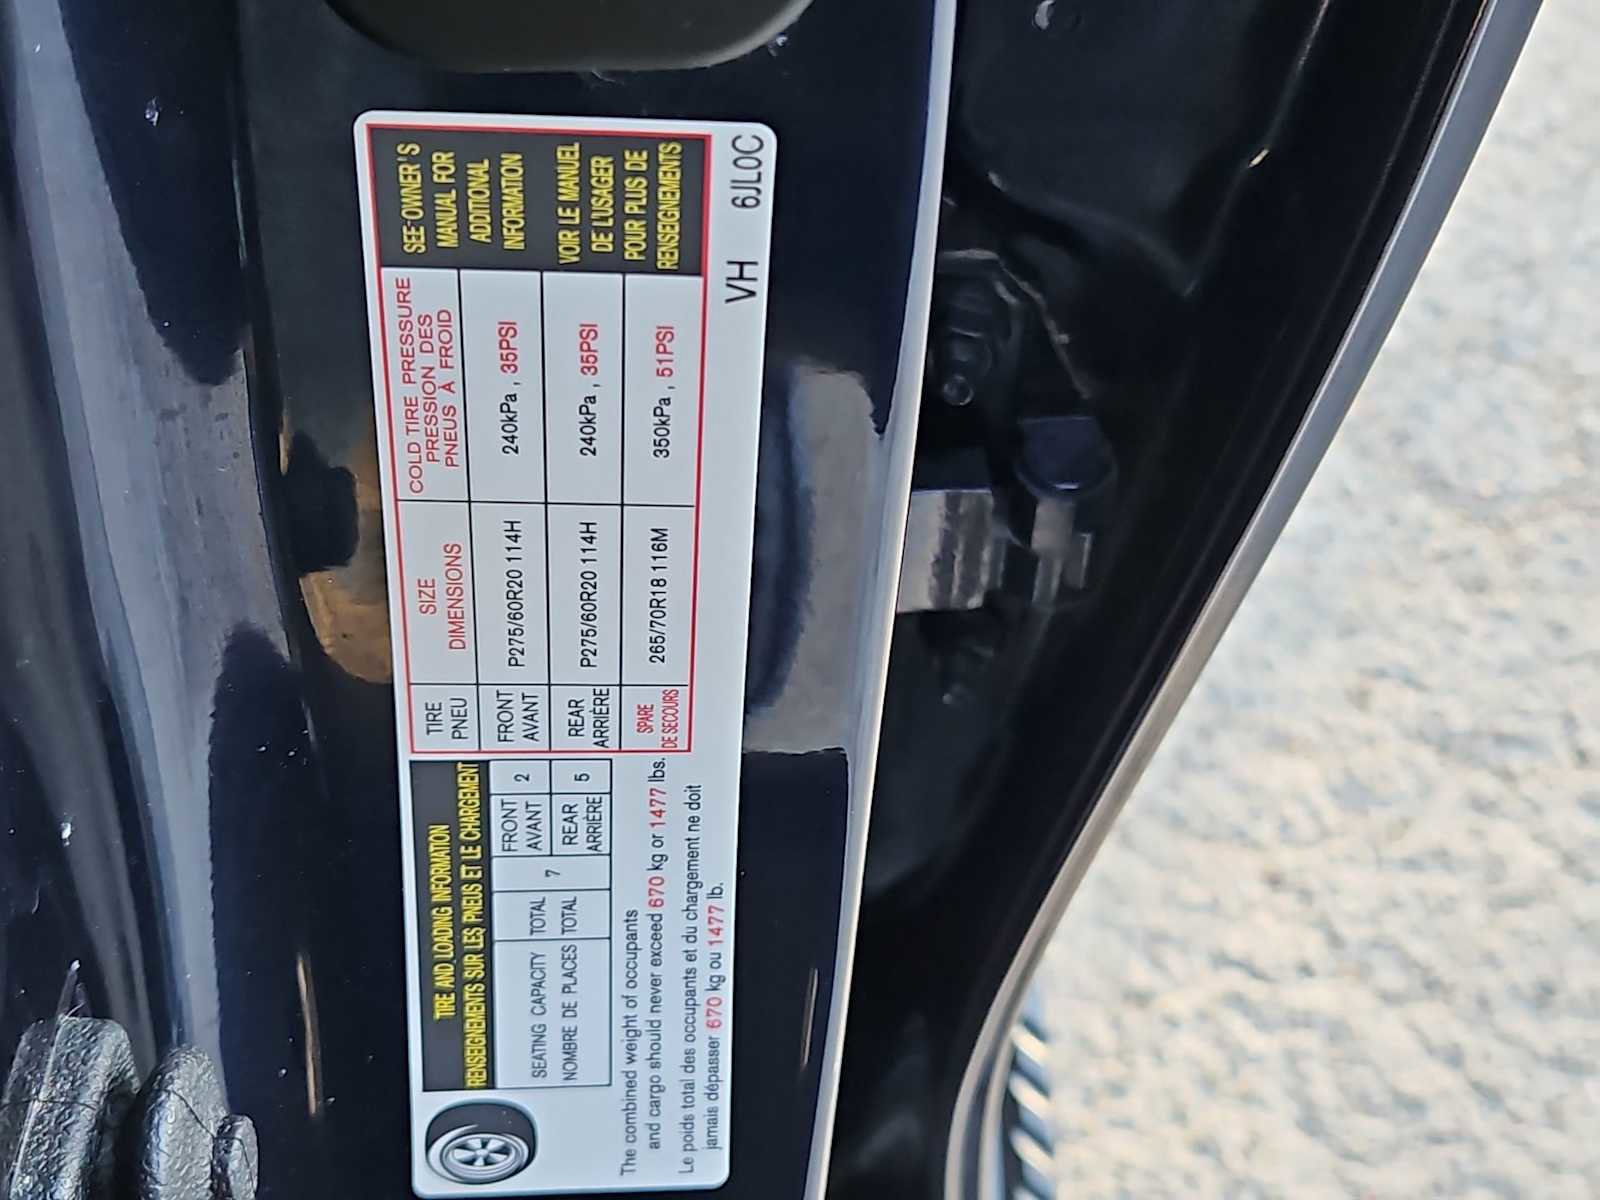 TIRE AND LOADING INFORMATION
RENSEIGNEMENTS SUR LES PNEUS ET LE CHARGEMENT
SEATING CAPACITY TOTAL
NOMBRE DE PLACES TOTAL
7
FRONT
AVANT
2
REAR
ARRIÈRE
5
The combined weight of occupants
and cargo should never exceed 670 kg or 1477 lbs.
Le poids total des occupants et du chargement ne doit
jamais dépasser 670 kg ou 1477 lb.
TIRE
PNEU
SIZE
DIMENSIONS
COLD TIRE PRESSURE
PRESSION DES
PNEUS À FROID
FRONT
AVANT
P275/60R20 114H
240kPa , 35PSI
REAR
ARRIÈRE
P275/60R20 114H
240kPa , 35PSI
SPARE
DE SECOURS
265/70R18 116M
350kPa , 51PSI
SEE-OWNER'S
MANUAL FOR
ADDITIONAL
INFORMATION
VOIR LE MANUEL
DE L'USAGER
POUR PLUS DE
RENSEIGNEMENTS
VH 6JL0C